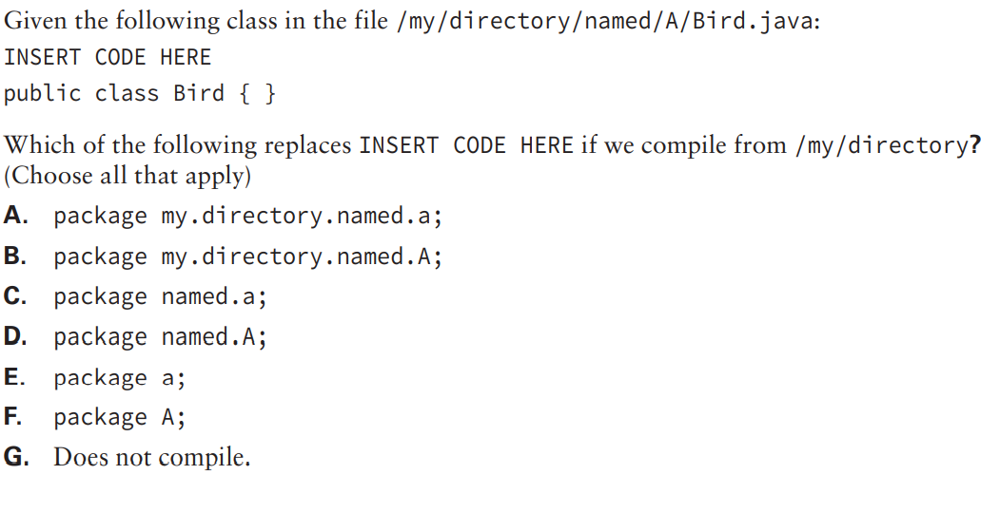 Given the following class in the file /my/directory/named/A/Bird.java:
INSERT CODE HERE
public class Bird { }
Which of the following replaces INSERT CODE HERE if we compile from /my/directory?
(Choose all that apply)
A. package my.directory.named.a;
B. package my.directory.named.A;
C. package named.a;
D. package named.A;
E. package a;
F. package A;
G. Does not compile.